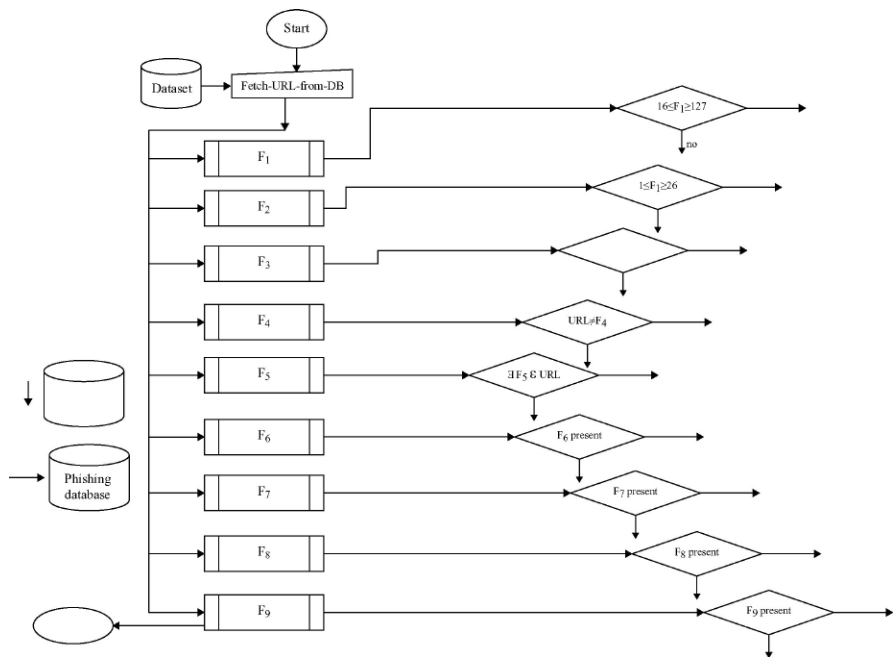 Start
Dataset
Fetch-URL-from-DB
16≤F1≥127
no
F1
1≤F1≥26
F2
F3
F4
URL≠F4
F5
∃F5 ℇ URL
F6
F6 present
Phishing
database
F7
F7 present
F8
F8 present
F9
F9 present